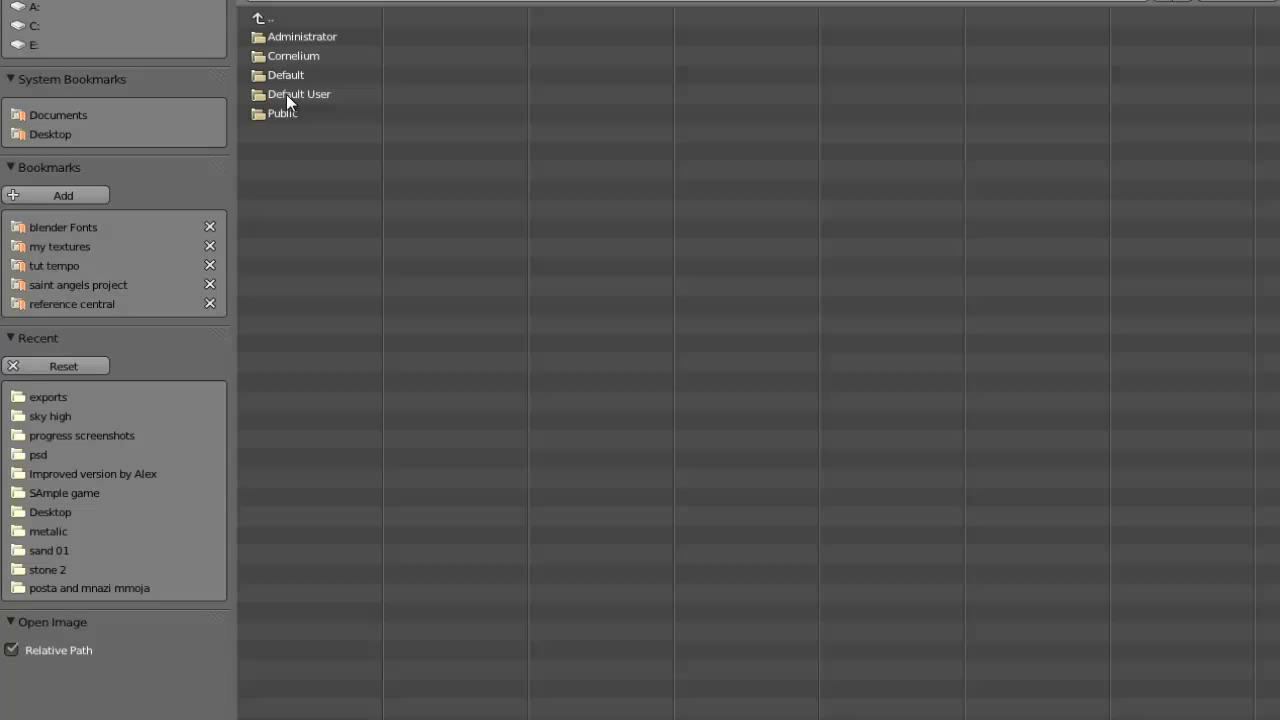 A:
C:
E:
System Bookmarks
Documents
Desktop
Bookmarks
Add
blender Fonts
my textures
tut tempo
saint angels project
reference central
Recent
Reset
exports
sky high
progress screenshots
psd
Improved version by Alex
SAmple game
Desktop
metalic
sand 01
stone 2
posta and mnazi mmoja
Open Image
Relative Path
..
Administrator
Cornelium
Default
Default User
Public